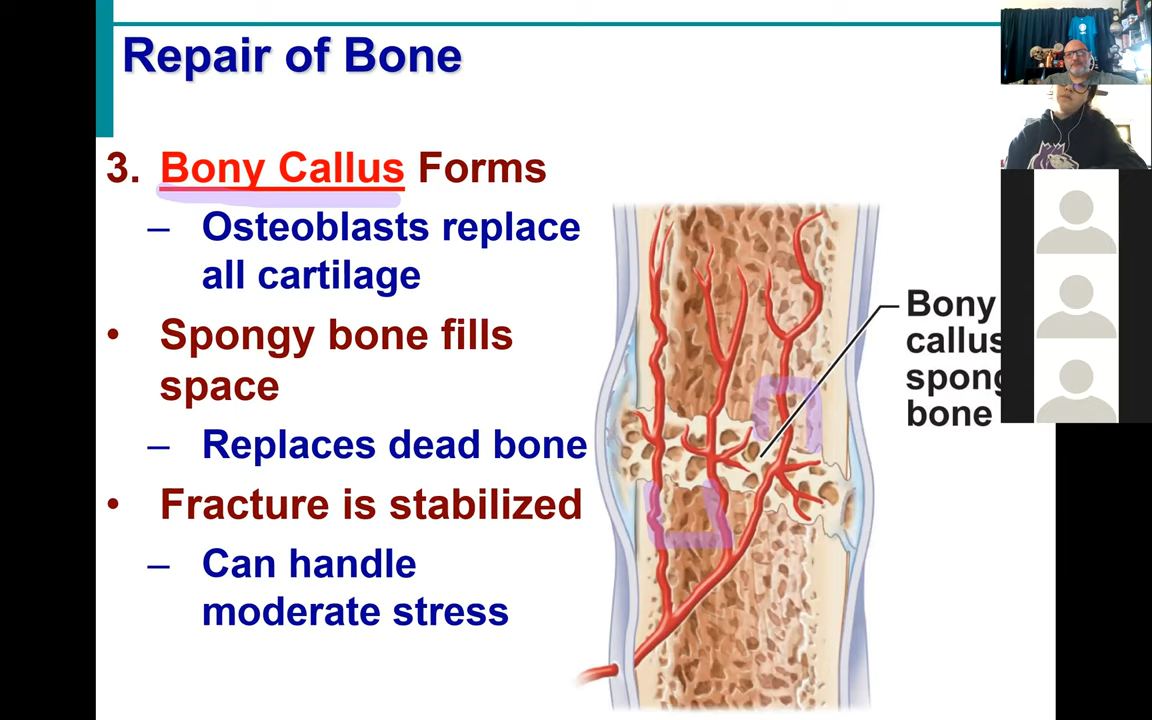 Repair of Bone
3. Bony Callus Forms
– Osteoblasts replace
all cartilage
• Spongy bone fills
space
– Replaces dead bone
• Fracture is stabilized
– Can handle
moderate stress
Bony
callus
spong
bone